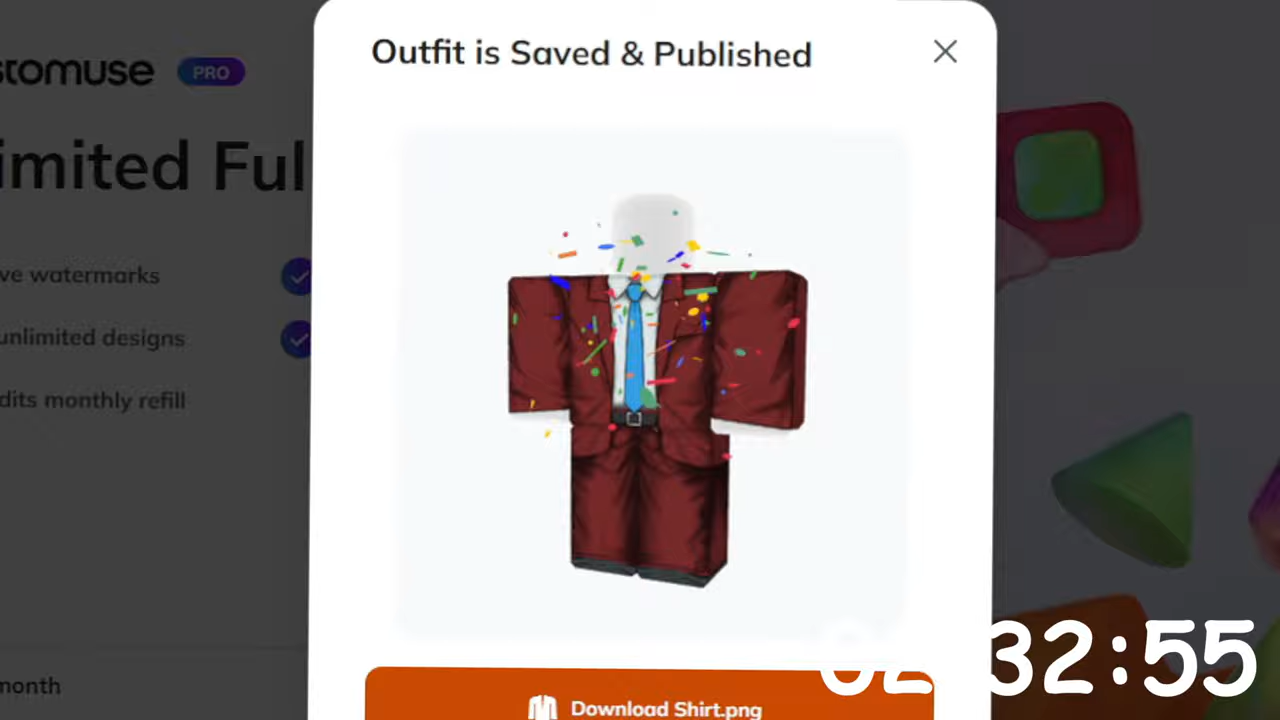 Outfit is Saved & Published
stomuse PRO
imited Ful
ve watermarks
unlimited designs
dits monthly refill
month
Download Shirt.png
02:32:55